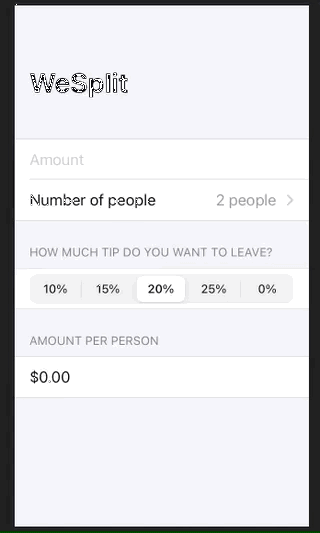 WeSplit
Amount
Number of people 2 people
HOW MUCH TIP DO YOU WANT TO LEAVE?
10% 15% 20% 25% 0%
AMOUNT PER PERSON
$0.00